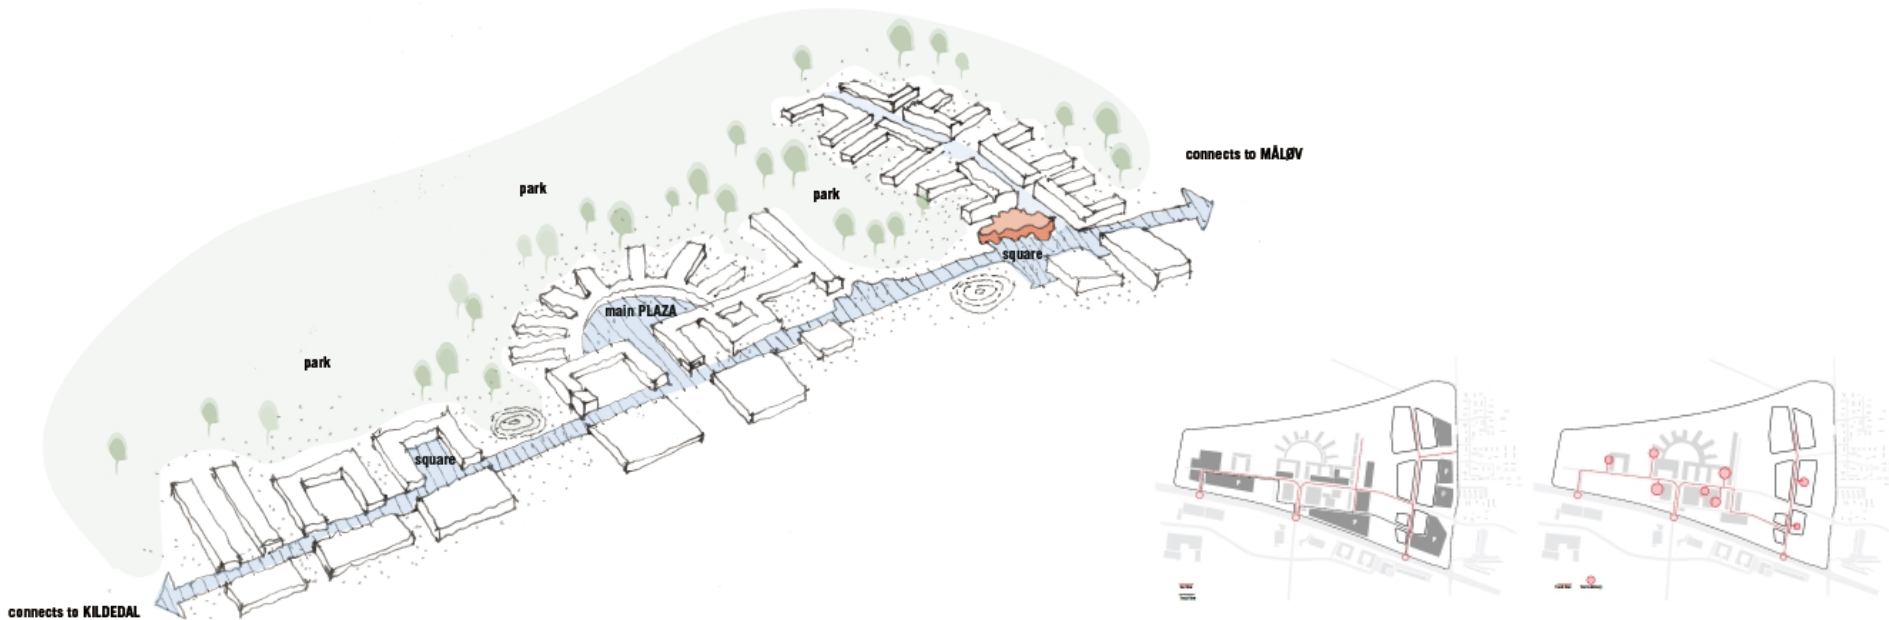 connects to MÅLØV
park
park
square
main PLAZA
park
square
connects to KILDEDAL